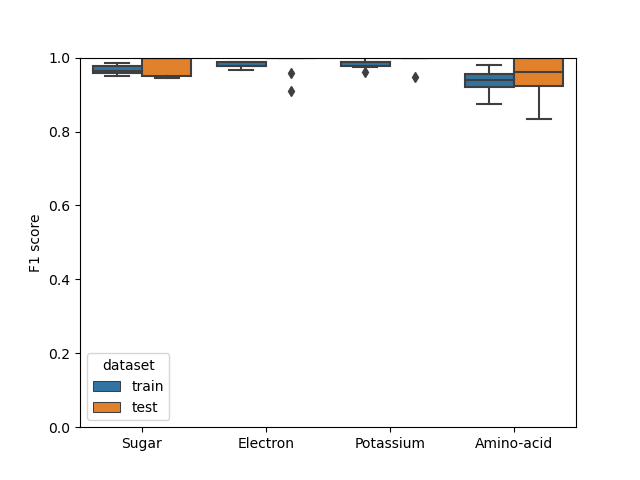 1.0
0.8
0.6
0.4
0.2
0.0
F1 score
dataset
train
test
Sugar Electron Potassium Amino-acid